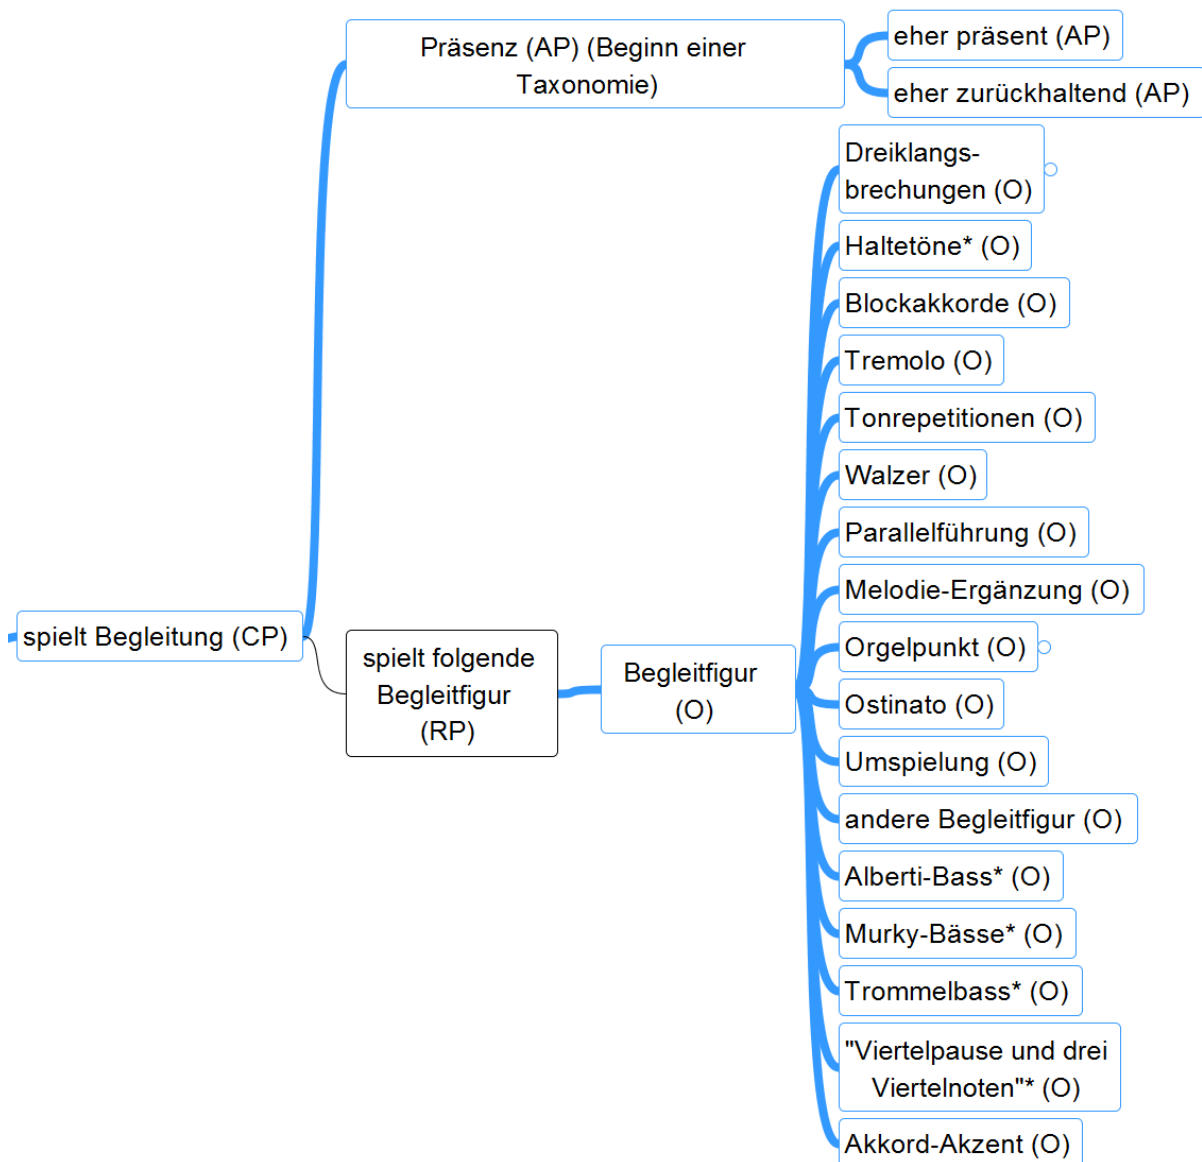 Präsenz (AP) (Beginn einer
Taxonomie)
eher präsent (AP)
eher zurückhaltend (AP)
Dreiklangs-
brechungen (O)
Haltetöne* (O)
Blockakkorde (O)
Tremolo (O)
Tonrepetitionen (O)
Walzer (O)
Parallelführung (O)
Melodie-Ergänzung (O)
spielt Begleitung (CP)
spielt folgende
Begleitfigur
(RP)
Begleitfigur
(O)
Orgelpunkt (O)
Ostinato (O)
Umspielung (O)
andere Begleitfigur (O)
Alberti-Bass* (O)
Murky-Bässe* (O)
Trommelbass* (O)
"Viertelpause und drei
Viertelnoten"* (O)
Akkord-Akzent (O)